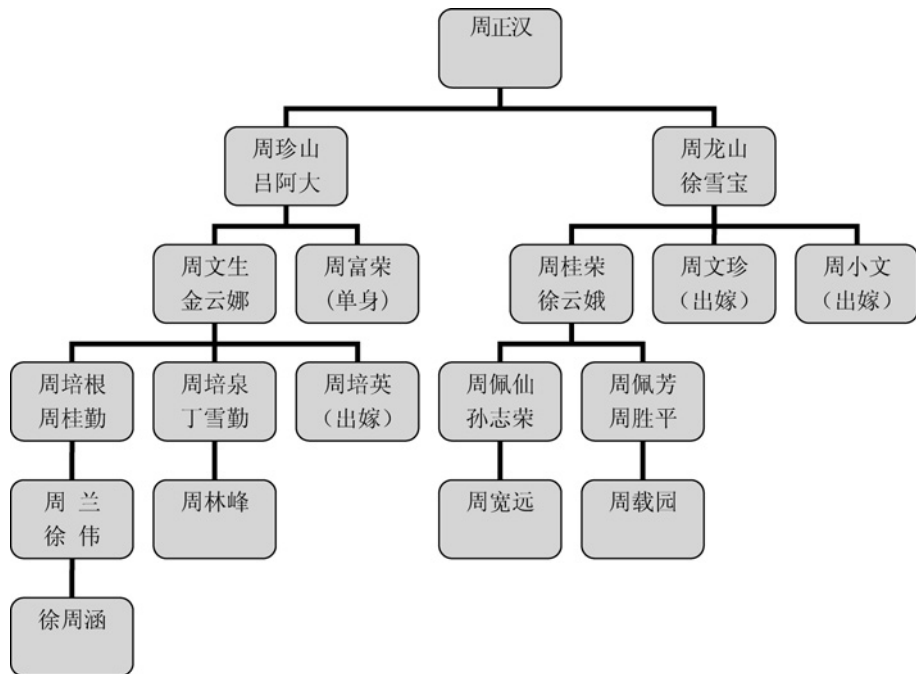 周正汉
周珍山
吕阿大
周龙山
徐雪宝
周文生
金云娜
周富荣
(单身)
周桂荣
徐云娥
周文珍
（出嫁）
周小文
（出嫁）
周培根
周桂勤
周培泉
丁雪勤
周培英
（出嫁）
周佩仙
孙志荣
周佩芳
周胜平
周 兰
徐 伟
周林峰
周宽远
周载园
徐周涵